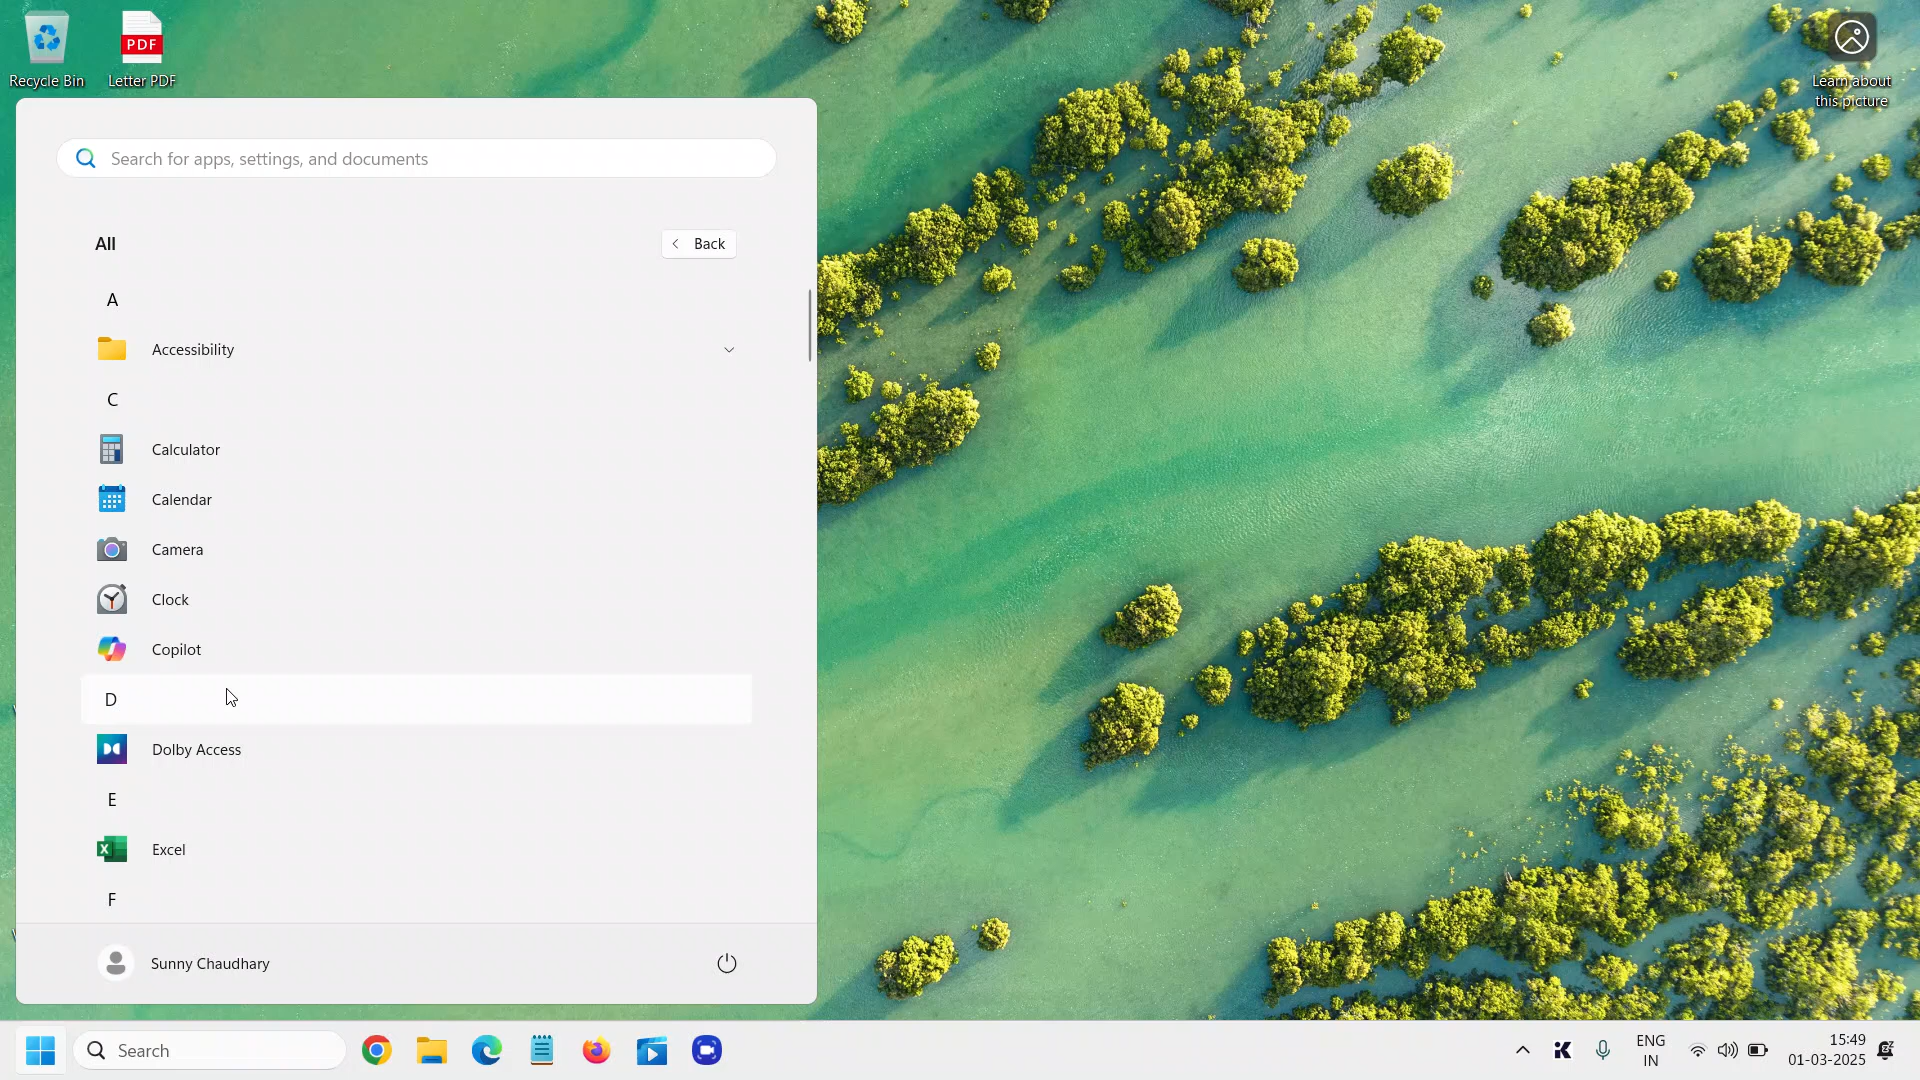 Recycle Bin
PDF
Letter PDF
Learn about
this picture
Search for apps, settings, and documents
All
Back
A
Accessibility
C
Calculator
Calendar
Camera
Clock
Copilot
D
Dolby Access
E
Excel
F
Sunny Chaudhary
Search
ENG
IN
15:49
01-03-2025